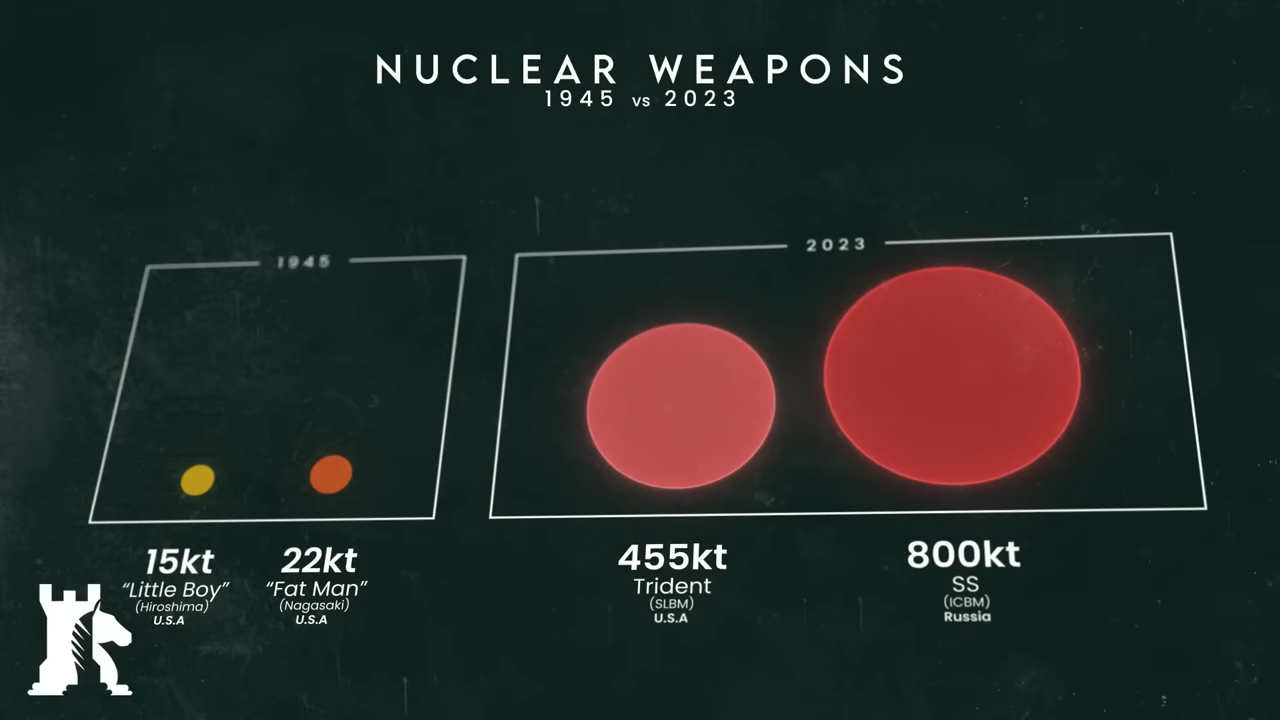 NUCLEAR WEAPONS
1945 vs 2023
1945
2023
15kt
“Little Boy”
(Hiroshima)
U.S.A
22kt
“Fat Man”
(Nagasaki)
U.S.A
455kt
Trident
(SLBM)
U.S.A
800kt
SS
(ICBM)
Russia